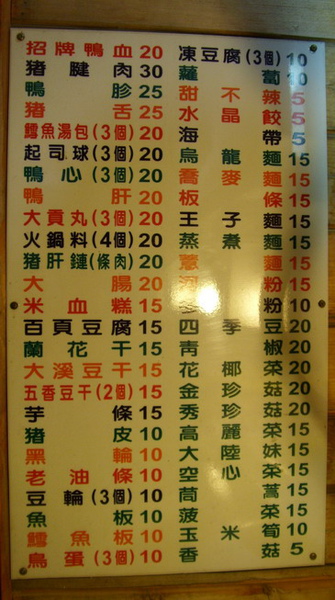 招牌鴨血 20
猪腱肉 30
鴨胗 25
猪舌 25
鱈魚湯包(3個) 20
起司球(3個) 20
鴨心(3個) 20
鴨肝 20
大貢丸(3個) 20
火鍋料(4個) 20
猪肝鏈(條肉) 20
大腸 20
米血糕 15
百頁豆腐 15
蘭花干 15
大溪豆干 15
五香豆干(2個) 15
芋條 15
猪皮 10
黑輪 10
老油條 10
豆輪(3個) 10
魚板 10
鱈魚板 10
鳥蛋(3個) 10
凍豆腐(3個) 10
蘿蔔 10
甜不辣 5
水晶餃 5
海帶 5
烏龍麵 15
蕎麥麵 15
板條 15
王子麵 15
蒸煮麵 15
麵 15
河粉 15
冬粉 10
四季豆 20
青椒 20
花椰菜 20
金珍菇 20
秀珍菇 20
高麗菜 15
大陸妹 15
空心菜 15
茼蒿 15
菠菜 15
玉米筍 10
香菇 5